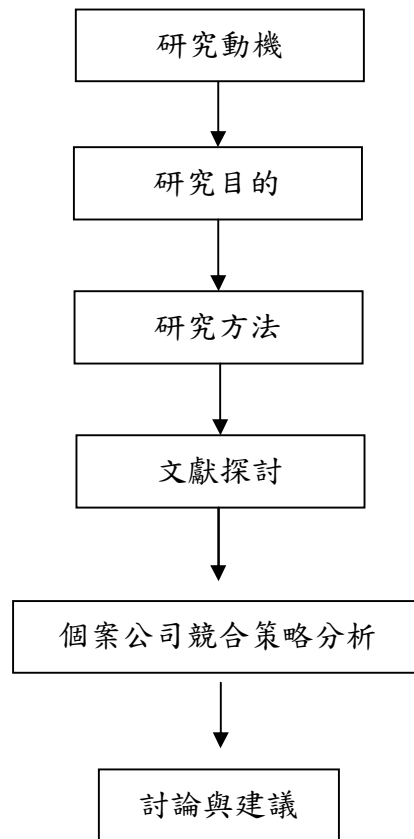 研究動機
研究目的
研究方法
文獻探討
個案公司競合策略分析
討論與建議